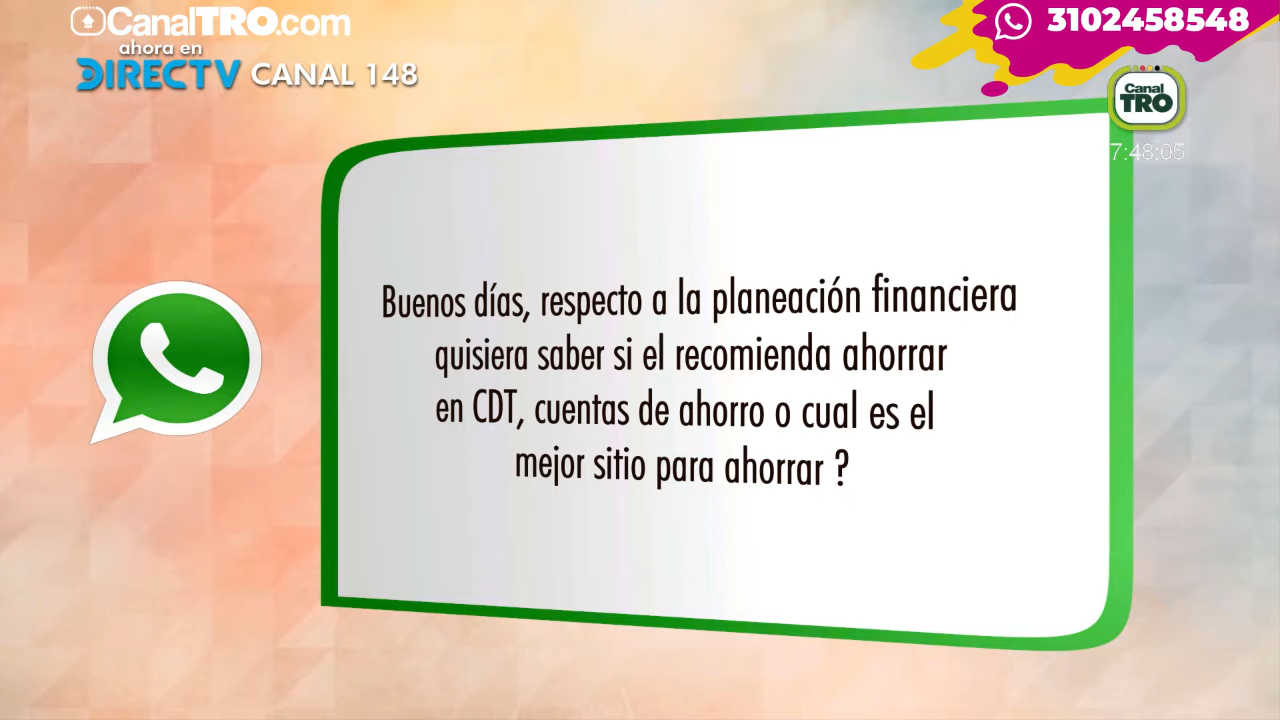 CanalTRO.com
ahora en
DIRECTV CANAL 148
3102458548
Canal
TRO
7:48:05
Buenos días, respecto a la planeación financiera
quisiera saber si el recomienda ahorrar
en CDT, cuentas de ahorro o cual es el
mejor sitio para ahorrar ?